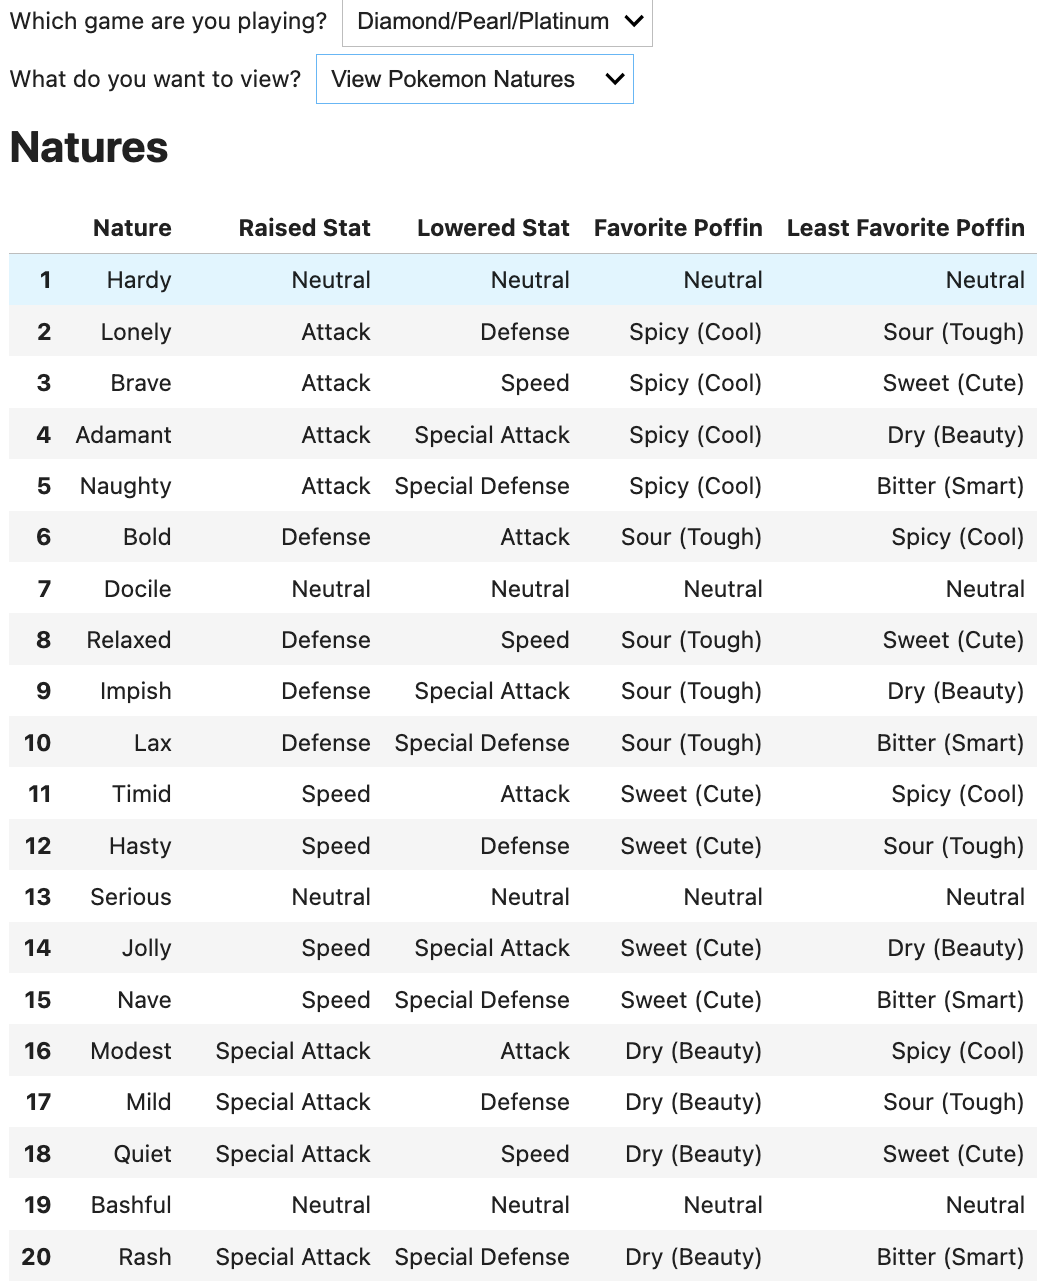 Which game are you playing? Diamond/Pearl/Platinum
What do you want to view? View Pokemon Natures
Natures
Nature Raised Stat Lowered Stat Favorite Poffin Least Favorite Poffin
1 Hardy Neutral Neutral Neutral Neutral
2 Lonely Attack Defense Spicy (Cool) Sour (Tough)
3 Brave Attack Speed Spicy (Cool) Sweet (Cute)
4 Adamant Attack Special Attack Spicy (Cool) Dry (Beauty)
5 Naughty Attack Special Defense Spicy (Cool) Bitter (Smart)
6 Bold Defense Attack Sour (Tough) Spicy (Cool)
7 Docile Neutral Neutral Neutral Neutral
8 Relaxed Defense Speed Sour (Tough) Sweet (Cute)
9 Impish Defense Special Attack Sour (Tough) Dry (Beauty)
10 Lax Defense Special Defense Sour (Tough) Bitter (Smart)
11 Timid Speed Attack Sweet (Cute) Spicy (Cool)
12 Hasty Speed Defense Sweet (Cute) Sour (Tough)
13 Serious Neutral Neutral Neutral Neutral
14 Jolly Speed Special Attack Sweet (Cute) Dry (Beauty)
15 Nave Speed Special Defense Sweet (Cute) Bitter (Smart)
16 Modest Special Attack Attack Dry (Beauty) Spicy (Cool)
17 Mild Special Attack Defense Dry (Beauty) Sour (Tough)
18 Quiet Special Attack Speed Dry (Beauty) Sweet (Cute)
19 Bashful Neutral Neutral Neutral Neutral
20 Rash Special Attack Special Defense Dry (Beauty) Bitter (Smart)